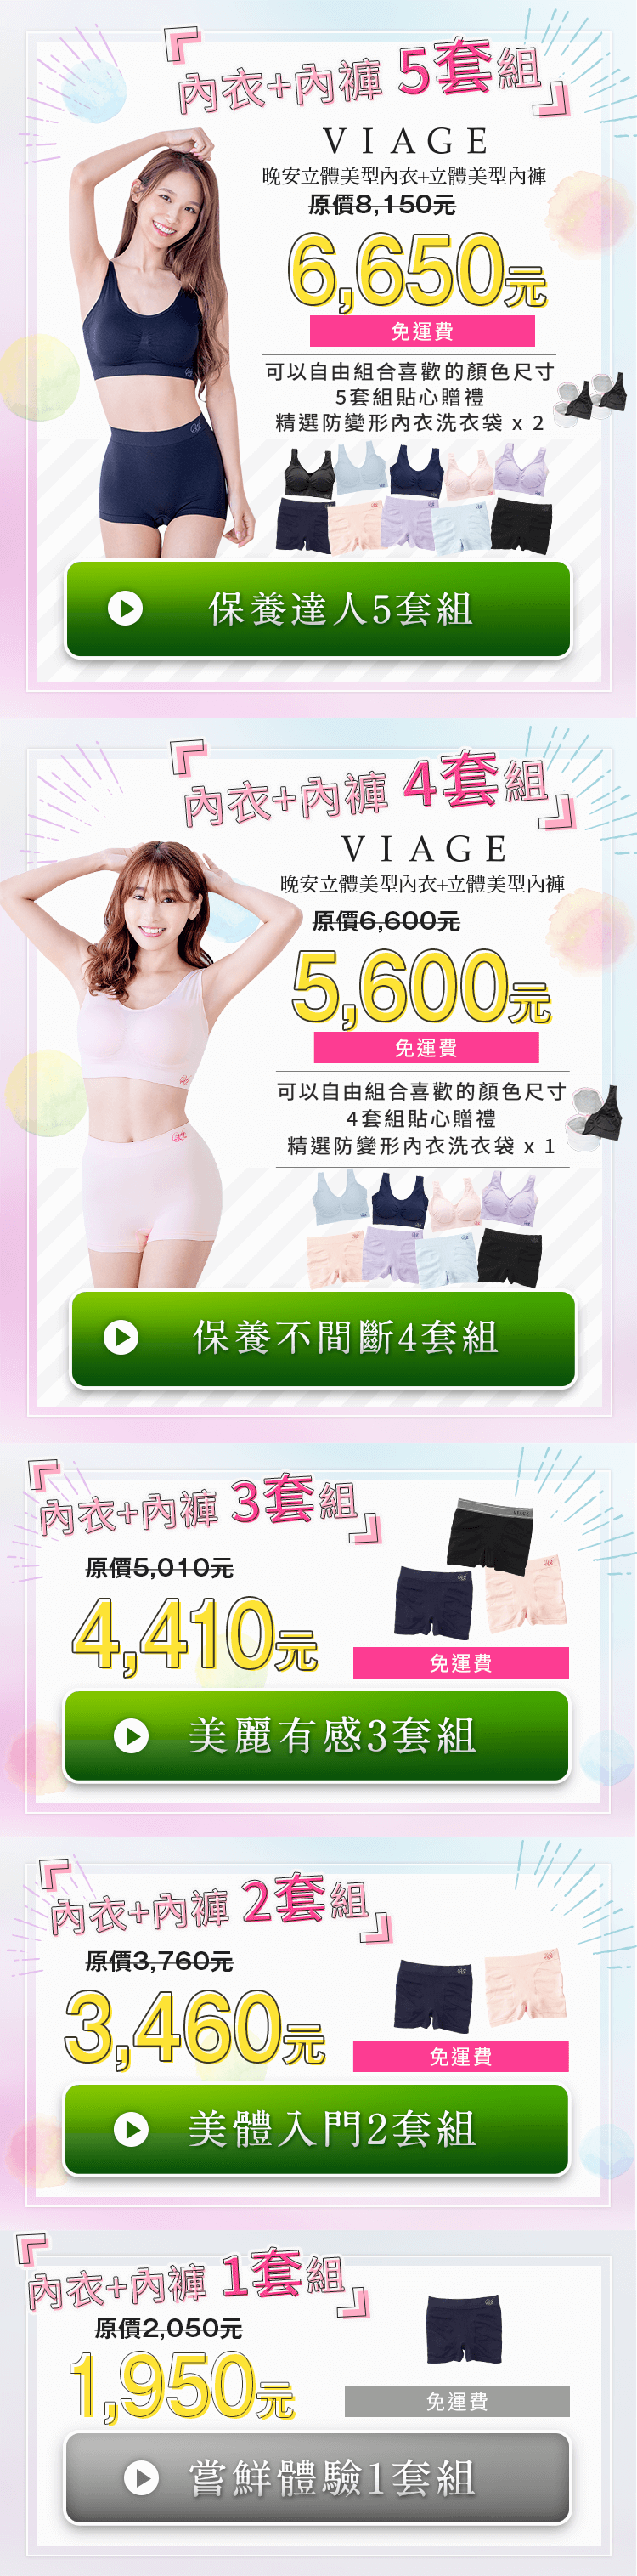 內衣+內褲 5套組
VIAGE
晚安立體美型內衣+立體美型內褲
原價8,150元
6,650元
免運費
可以自由組合喜歡的顏色尺寸
5套組貼心贈禮
精選防變形內衣洗衣袋 x 2
保養達人5套組
內衣+內褲 4套組
VIAGE
晚安立體美型內衣+立體美型內褲
原價6,600元
5,600元
免運費
可以自由組合喜歡的顏色尺寸
4套組貼心贈禮
精選防變形內衣洗衣袋 x 1
保養不間斷4套組
內衣+內褲 3套組
原價5,010元
4,410元
VIAGE
免運費
美麗有感3套組
內衣+內褲 2套組
原價3,760元
3,460元
免運費
美體入門2套組
內衣+內褲 1套組
原價2,050元
1,950元
免運費
嘗鮮體驗1套組